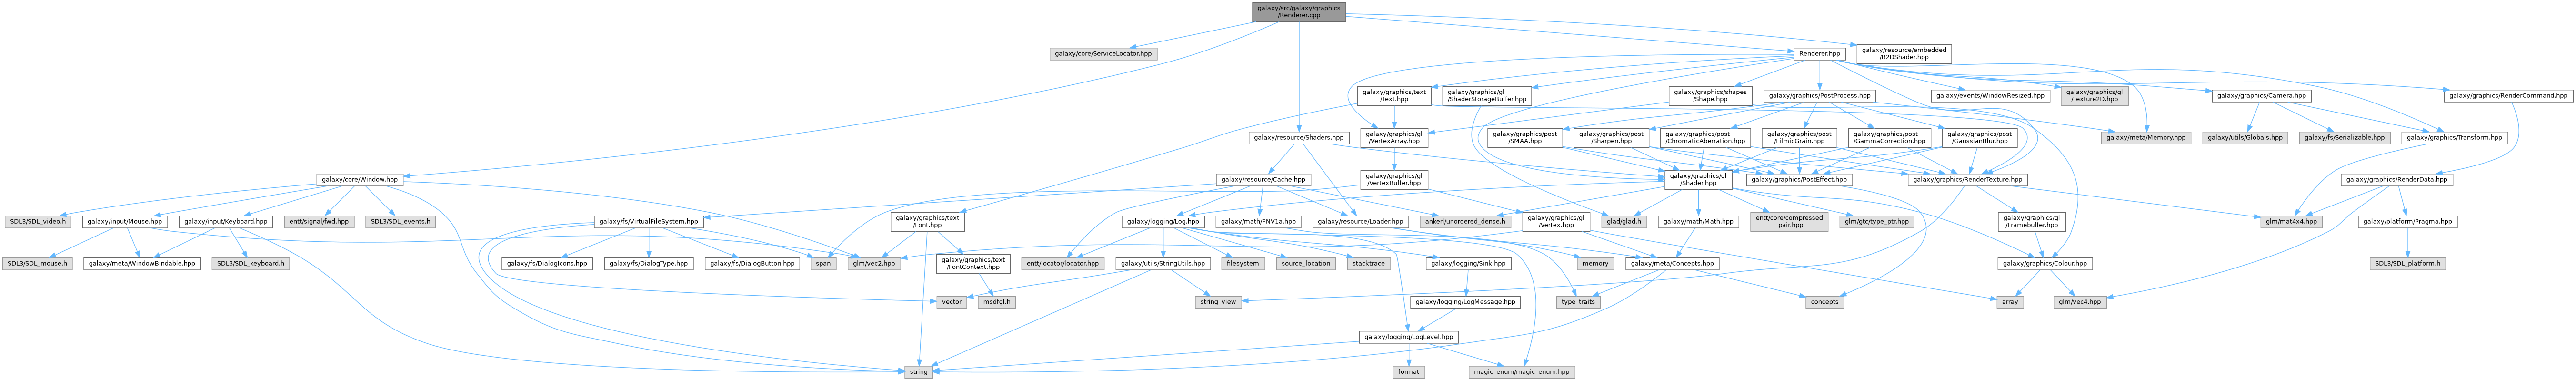 galaxy/src/galaxy/graphics
/Renderer.cpp
galaxy/core/ServiceLocator.hpp
Renderer.hpp
galaxy/resource/embedded
/R2DShader.hpp
galaxy/graphics/text
/Text.hpp
galaxy/graphics/gl
/ShaderStorageBuffer.hpp
galaxy/graphics/shapes
/Shape.hpp
galaxy/graphics/PostProcess.hpp
galaxy/events/WindowResized.hpp
galaxy/graphics/gl
/Texture2D.hpp
galaxy/graphics/Camera.hpp
galaxy/graphics/RenderCommand.hpp
galaxy/resource/Shaders.hpp
galaxy/graphics/gl
/VertexArray.hpp
galaxy/graphics/post
/SMAA.hpp
galaxy/graphics/post
/Sharpen.hpp
galaxy/graphics/post
/ChromaticAberration.hpp
galaxy/graphics/post
/FilmicGrain.hpp
galaxy/graphics/post
/GammaCorrection.hpp
galaxy/graphics/post
/GaussianBlur.hpp
galaxy/meta/Memory.hpp
galaxy/utils/Globals.hpp
galaxy/fs/Serializable.hpp
galaxy/graphics/Transform.hpp
galaxy/core/Window.hpp
galaxy/resource/Cache.hpp
galaxy/graphics/gl
/VertexBuffer.hpp
galaxy/graphics/gl
/Shader.hpp
galaxy/graphics/PostEffect.hpp
galaxy/graphics/RenderTexture.hpp
galaxy/graphics/RenderData.hpp
SDL3/SDL_video.h
galaxy/input/Mouse.hpp
galaxy/input/Keyboard.hpp
entt/signal/fwd.hpp
SDL3/SDL_events.h
galaxy/fs/VirtualFileSystem.hpp
galaxy/graphics/text
/Font.hpp
galaxy/logging/Log.hpp
galaxy/math/FNV1a.hpp
galaxy/resource/Loader.hpp
ankerl/unordered_dense.h
galaxy/graphics/gl
/Vertex.hpp
glad/glad.h
galaxy/math/Math.hpp
entt/core/compressed
_pair.hpp
glm/gtc/type_ptr.hpp
galaxy/graphics/gl
/Framebuffer.hpp
glm/mat4x4.hpp
galaxy/platform/Pragma.hpp
SDL3/SDL_mouse.h
galaxy/meta/WindowBindable.hpp
SDL3/SDL_keyboard.h
galaxy/fs/DialogIcons.hpp
galaxy/fs/DialogType.hpp
galaxy/fs/DialogButton.hpp
span
glm/vec2.hpp
galaxy/graphics/text
/FontContext.hpp
entt/locator/locator.hpp
galaxy/utils/StringUtils.hpp
filesystem
source_location
stacktrace
galaxy/logging/Sink.hpp
memory
galaxy/meta/Concepts.hpp
galaxy/graphics/Colour.hpp
SDL3/SDL_platform.h
vector
msdfgl.h
string_view
galaxy/logging/LogMessage.hpp
type_traits
concepts
array
glm/vec4.hpp
galaxy/logging/LogLevel.hpp
string
format
magic_enum/magic_enum.hpp